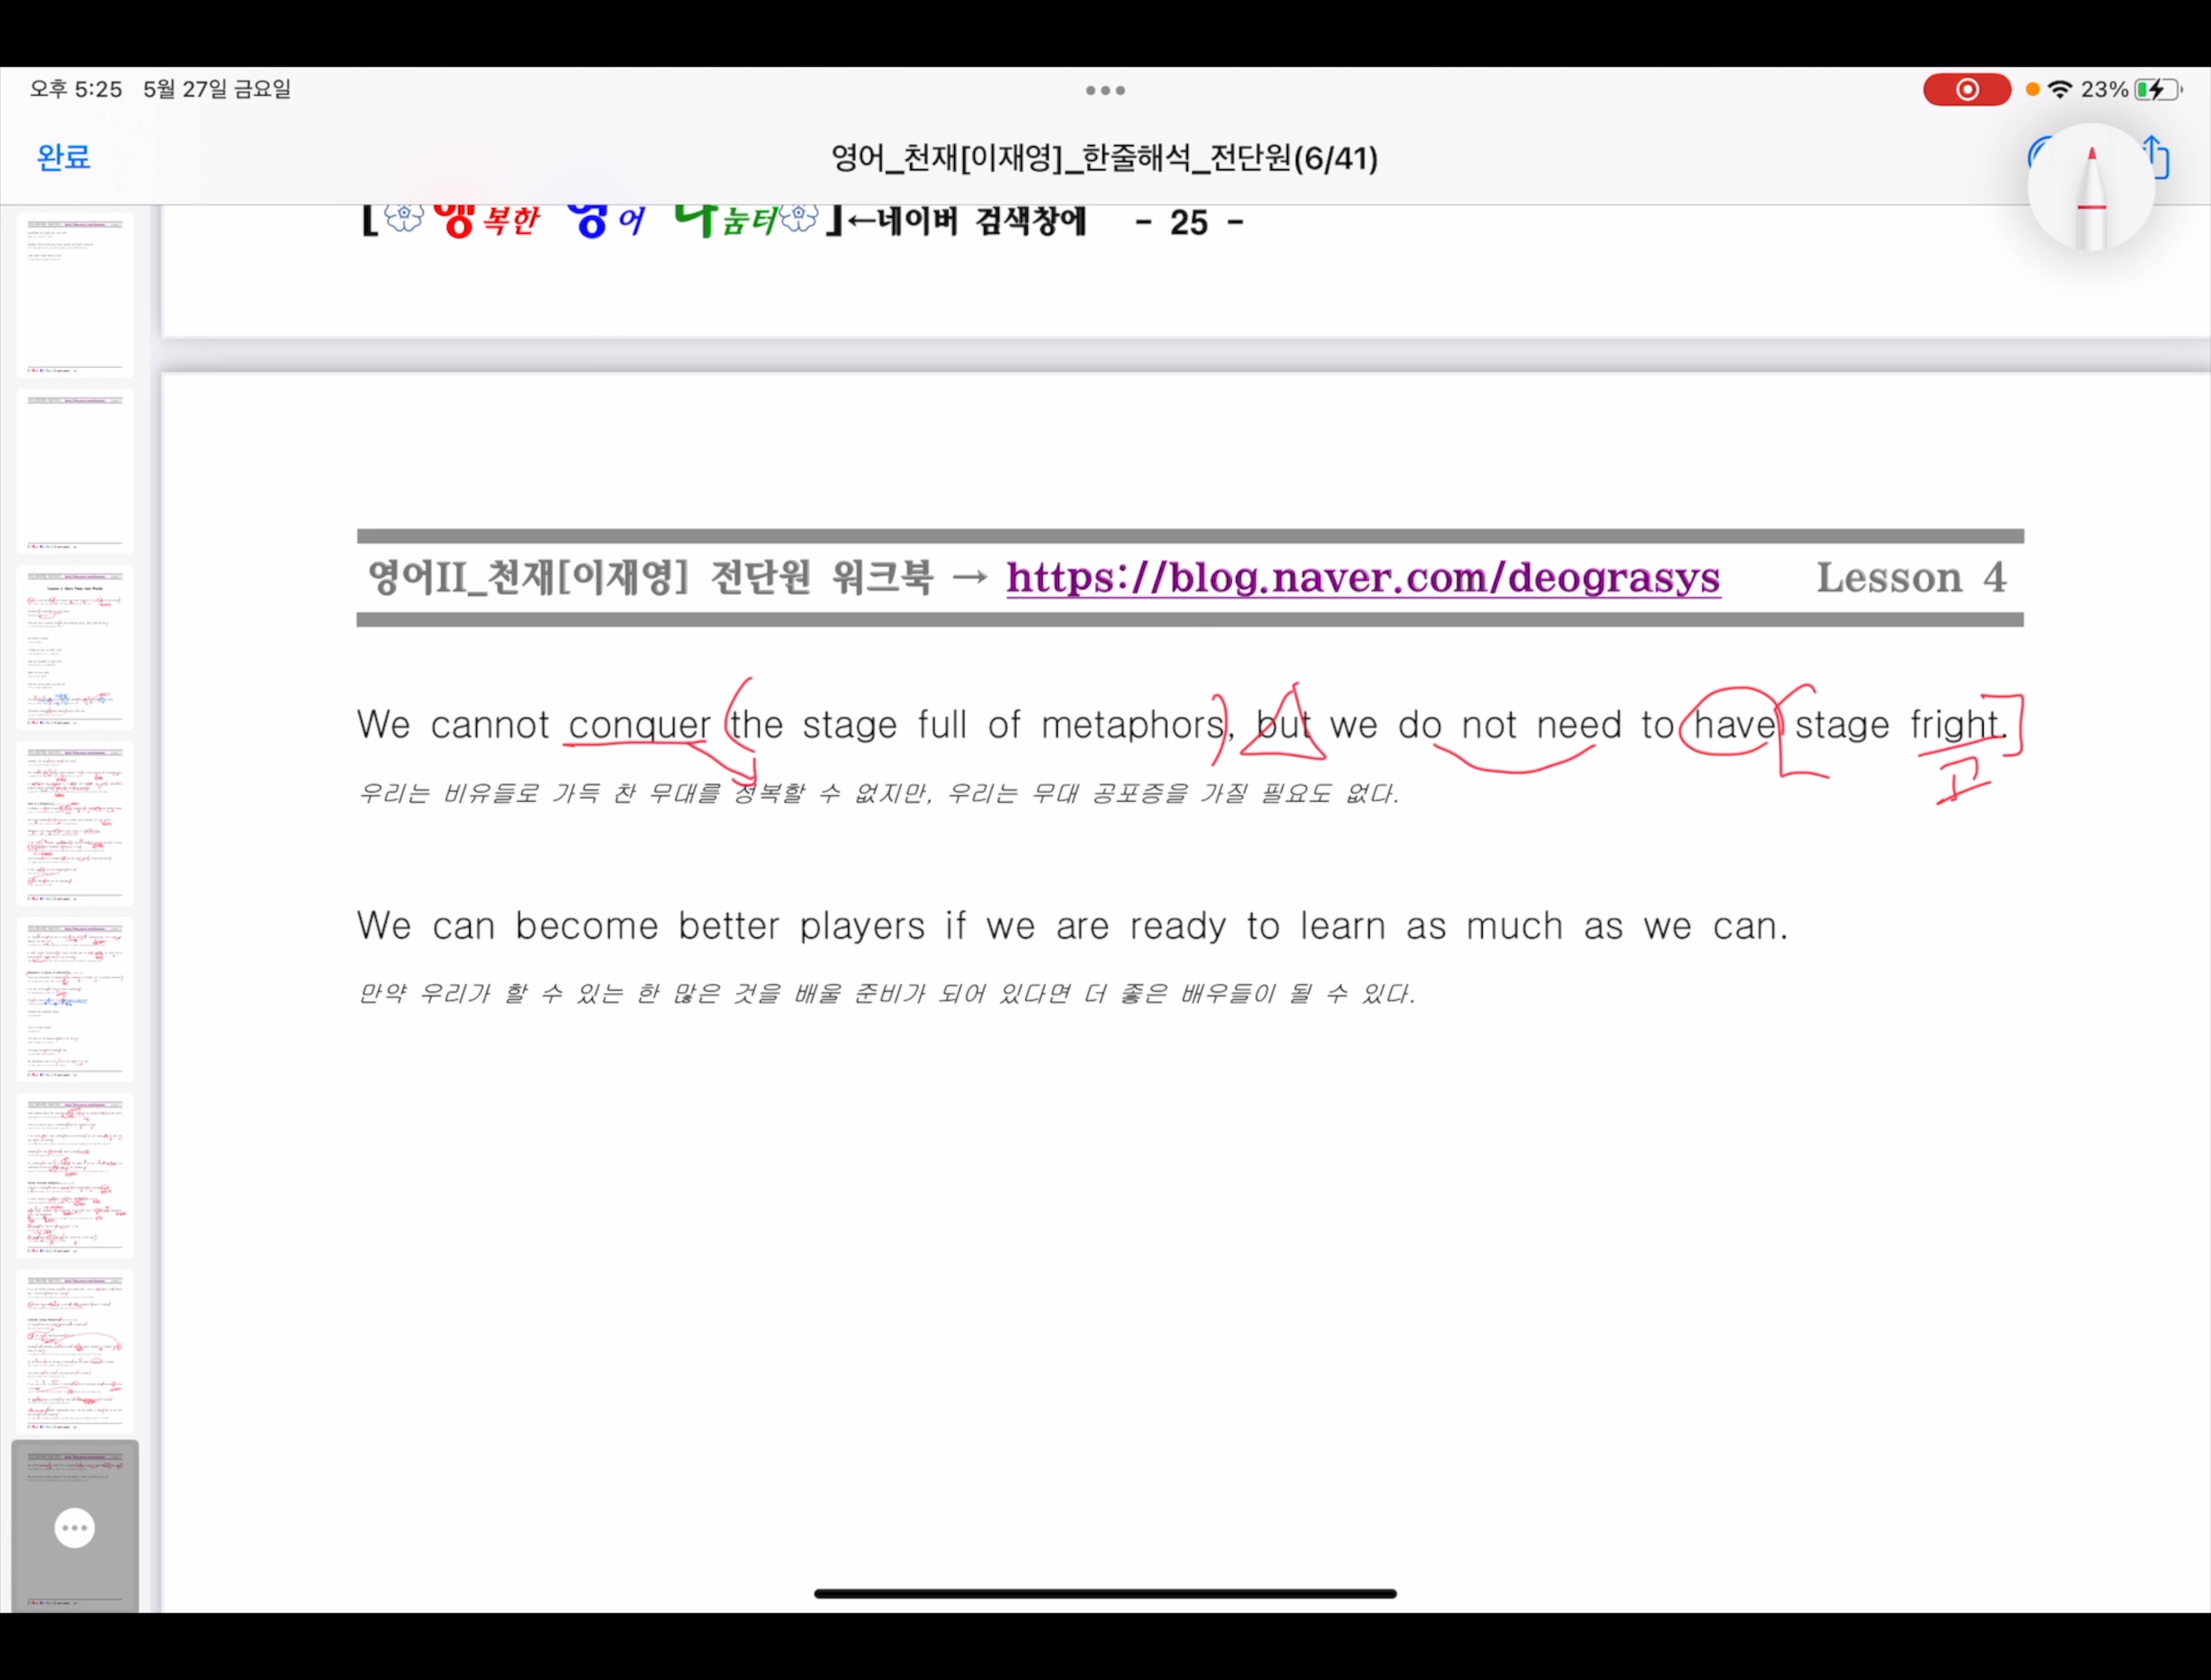 오후 5:25 5월 27일 금요일
23%
완료
영어_천재[이재영]_한줄해석_전단원(6/41)
[행복한 영어 나눔터]←네이버 검색창에 - 25 -
영어II_천재[이재영] 전단원 워크북 → https://blog.naver.com/deograsys Lesson 4
We cannot conquer the stage full of metaphors, but we do not need to have stage fright.
우리는 비유들로 가득 찬 무대를 정복할 수 없지만, 우리는 무대 공포증을 가질 필요도 없다.
We can become better players if we are ready to learn as much as we can.
만약 우리가 할 수 있는 한 많은 것을 배울 준비가 되어 있다면 더 좋은 배우들이 될 수 있다.